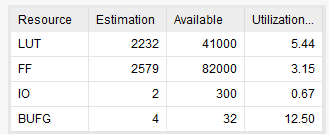 Resource Estimation Available Utilization...
LUT 2232 41000 5.44
FF 2579 82000 3.15
IO 2 300 0.67
BUFG 4 32 12.50